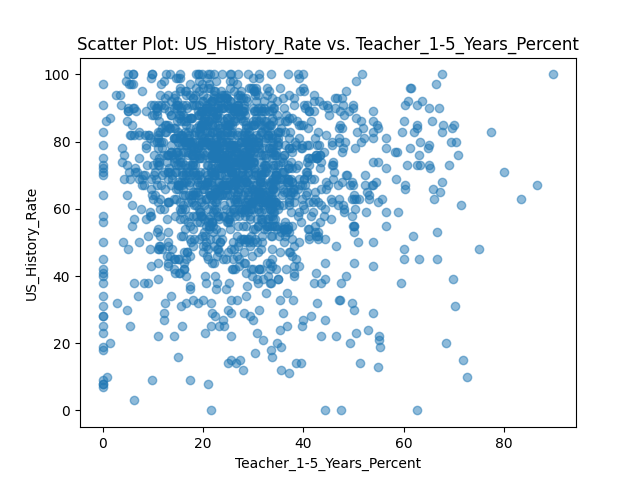 Scatter Plot: US_History_Rate vs. Teacher_1-5_Years_Percent
100
80
60
40
20
0
US_History_Rate
0 20 40 60 80
Teacher_1-5_Years_Percent